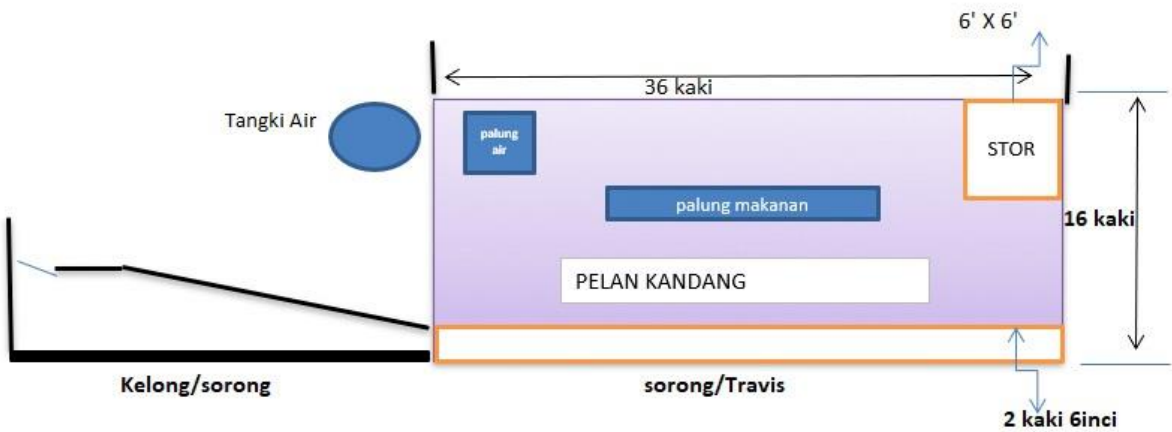 6' X 6'
36 kaki
Tangki Air
palung
air
STOR
palung makanan
16 kaki
PELAN KANDANG
Kelong/sorong
sorong/Travis
2 kaki 6inci